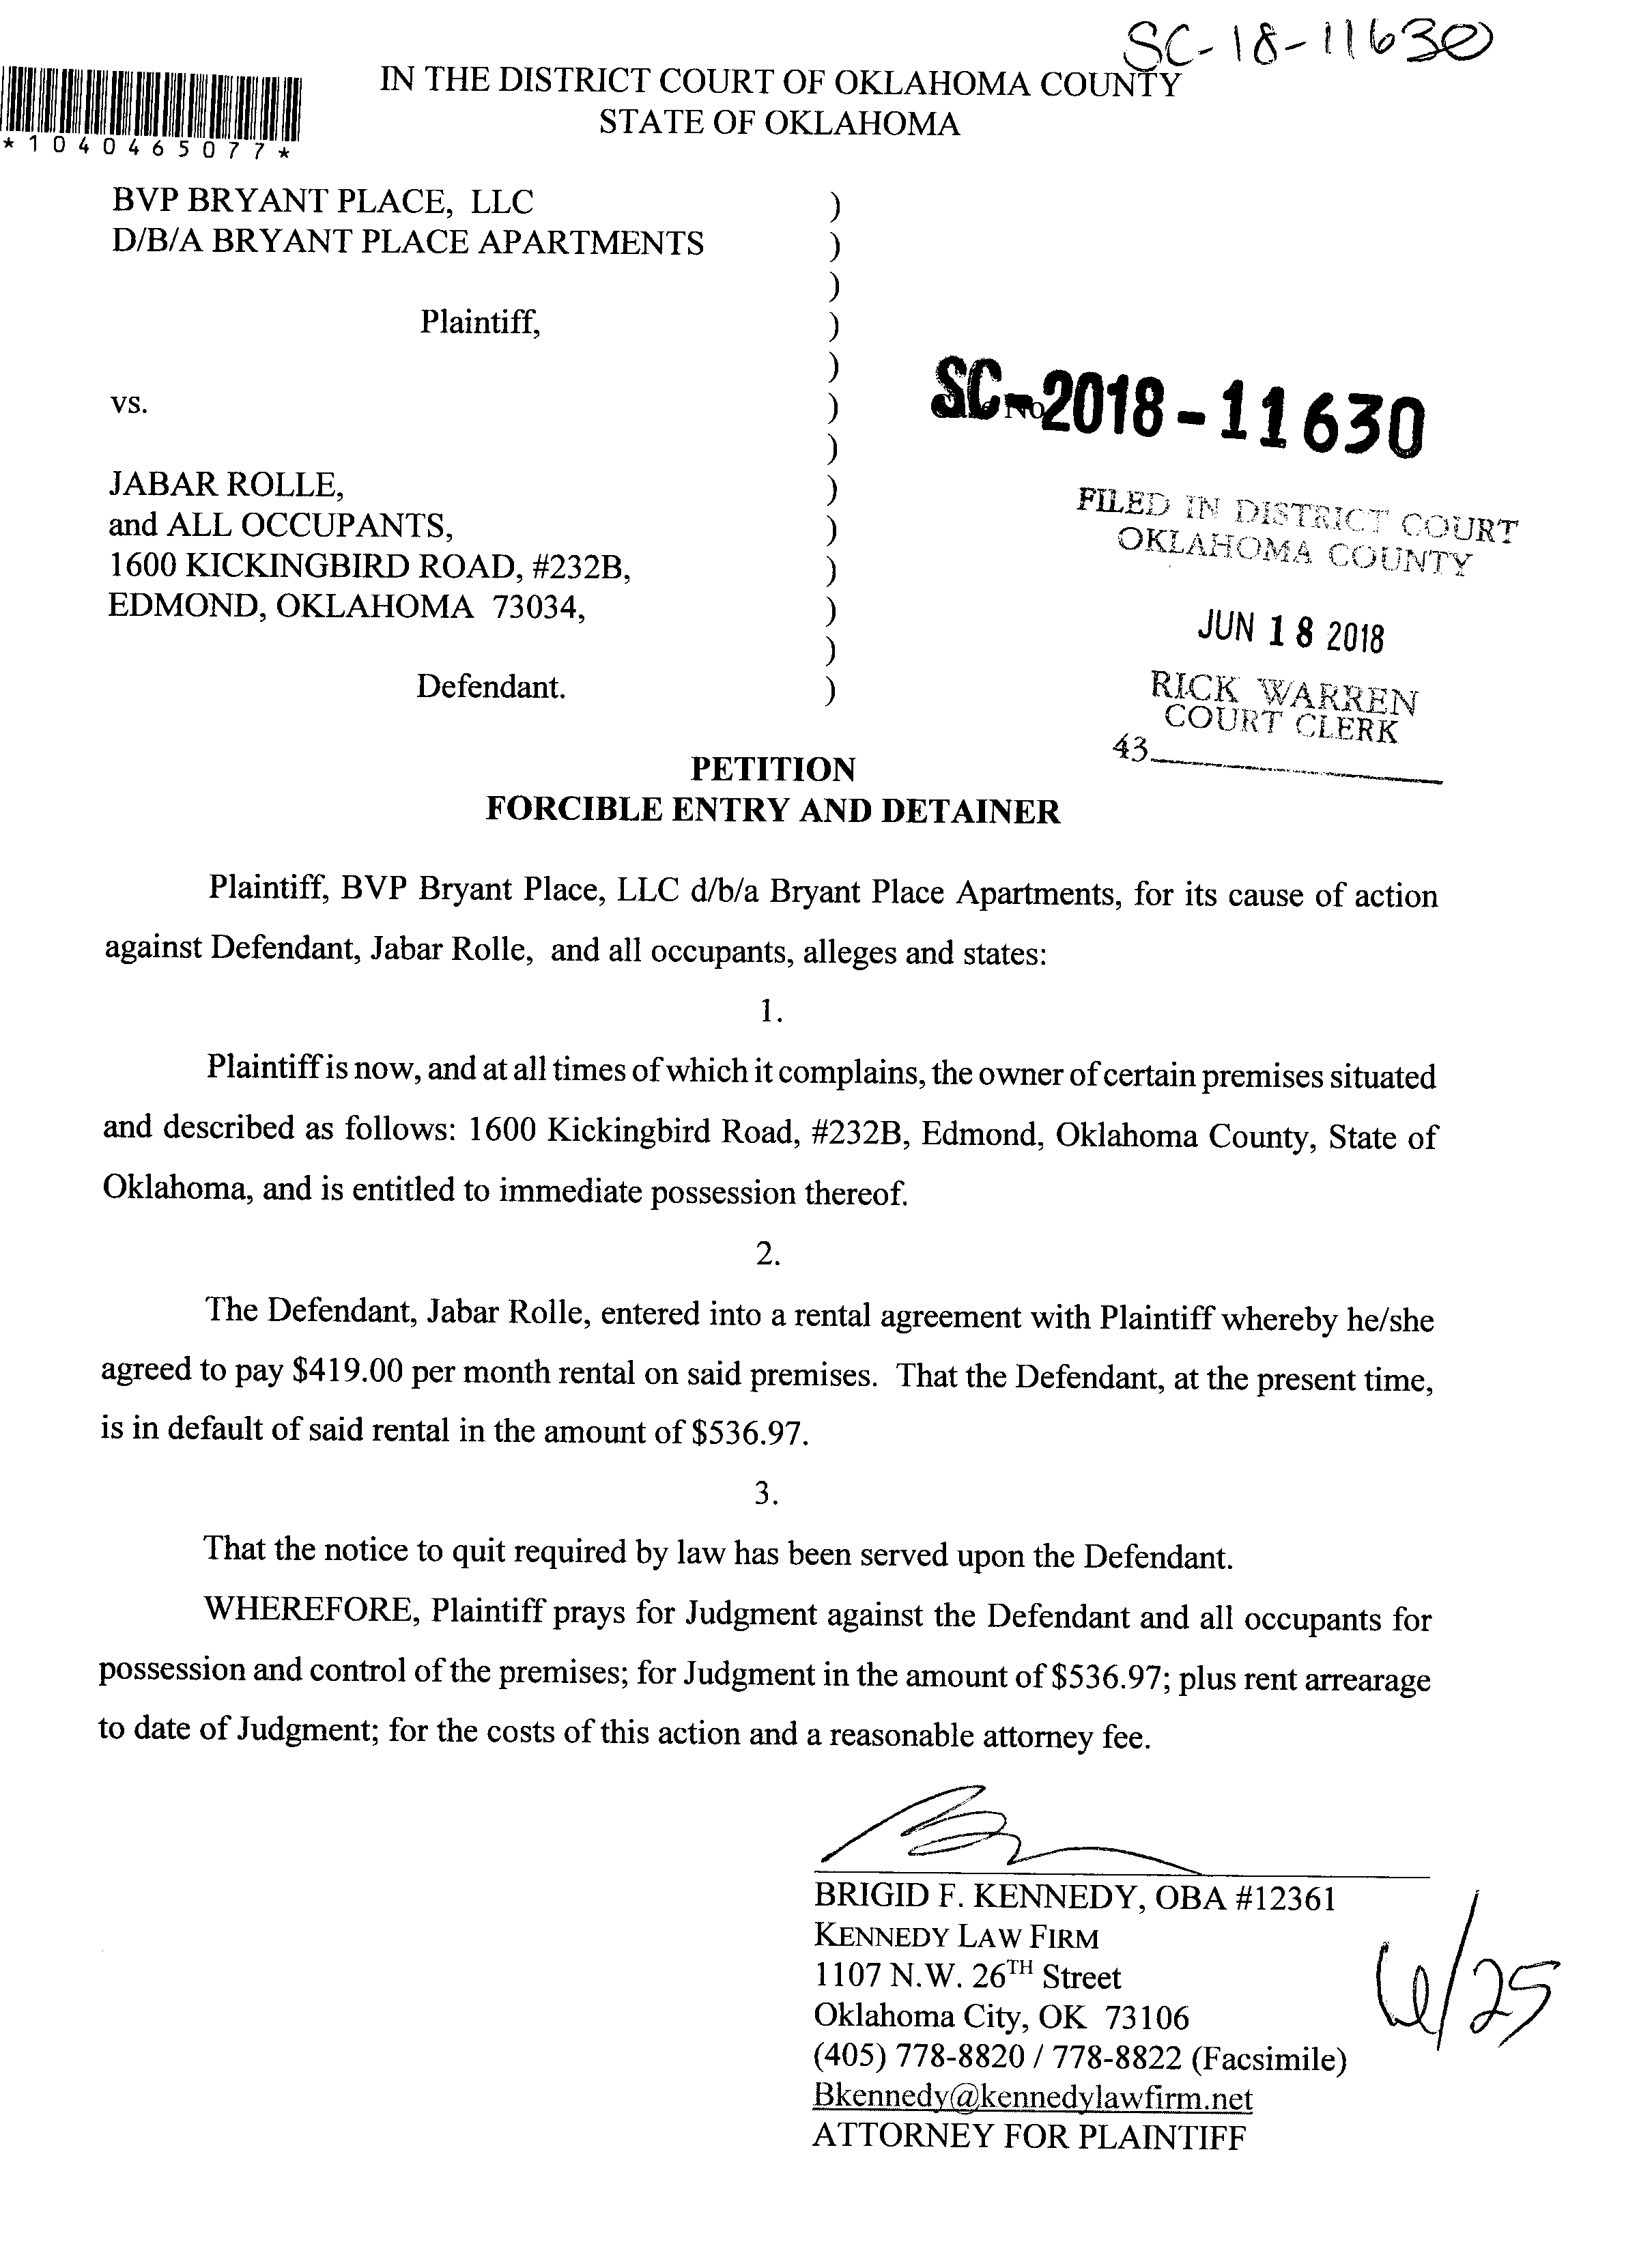 SC-18-11630
IN THE DISTRICT COURT OF OKLAHOMA COUNTY
STATE OF OKLAHOMA
*1040465077*
BVP BRYANT PLACE, LLC )
D/B/A BRYANT PLACE APARTMENTS )
)
Plaintiff, )
)
vs. )
SC-2018-11630
)
JABAR ROLLE, )
and ALL OCCUPANTS, )
1600 KICKINGBIRD ROAD, #232B, )
EDMOND, OKLAHOMA 73034, )
)
Defendant. )
FILED IN DISTRICT COURT
OKLAHOMA COUNTY
JUN 18 2018
RICK WARREN
COURT CLERK
43
PETITION
FORCIBLE ENTRY AND DETAINER
Plaintiff, BVP Bryant Place, LLC d/b/a Bryant Place Apartments, for its cause of action
against Defendant, Jabar Rolle, and all occupants, alleges and states:
1.
Plaintiff is now, and at all times of which it complains, the owner of certain premises situated
and described as follows: 1600 Kickingbird Road, #232B, Edmond, Oklahoma County, State of
Oklahoma, and is entitled to immediate possession thereof.
2.
The Defendant, Jabar Rolle, entered into a rental agreement with Plaintiff whereby he/she
agreed to pay $419.00 per month rental on said premises. That the Defendant, at the present time,
is in default of said rental in the amount of $536.97.
3.
That the notice to quit required by law has been served upon the Defendant.
WHEREFORE, Plaintiff prays for Judgment against the Defendant and all occupants for
possession and control of the premises; for Judgment in the amount of $536.97; plus rent arrearage
to date of Judgment; for the costs of this action and a reasonable attorney fee.
BRIGID F. KENNEDY, OBA #12361
KENNEDY LAW FIRM
1107 N.W. 26TH Street
Oklahoma City, OK 73106
(405) 778-8820 / 778-8822 (Facsimile)
Bkennedy@kennedylawfirm.net
ATTORNEY FOR PLAINTIFF
6/25